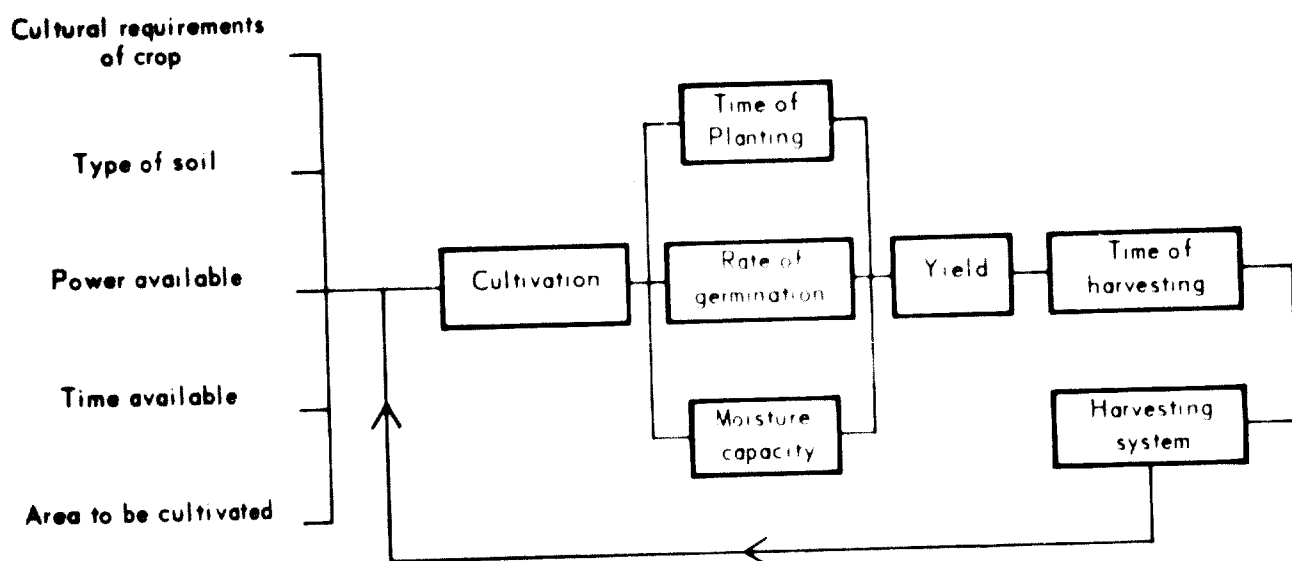 Cultural requirements
of crop
Type of soil
Power available
Time available
Area to be cultivated
Cultivation
Time of
Planting
Rate of
germination
Moisture
capacity
Yield
Time of
harvesting
Harvesting
system